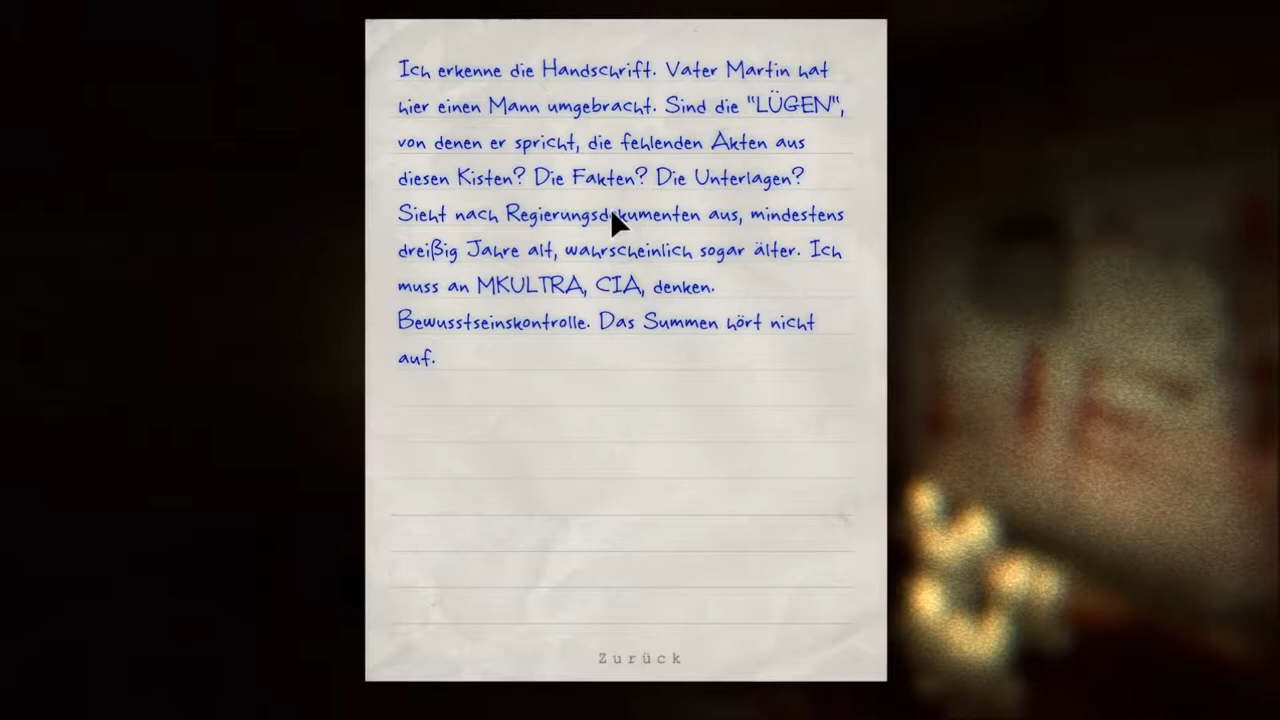 Ich erkenne die Handschrift. Vater Martin hat
hier einen Mann umgebracht. Sind die "LÜGEN",
von denen er spricht, die fehlenden Akten aus
diesen Kisten? Die Fakten? Die Unterlagen?
Sieht nach Regierungsdokumenten aus, mindestens
dreißig Jahre alt, wahrscheinlich sogar älter. Ich
muss an MKULTRA, CIA, denken.
Bewusstseinskontrolle. Das Summen hört nicht
auf.
Zurück